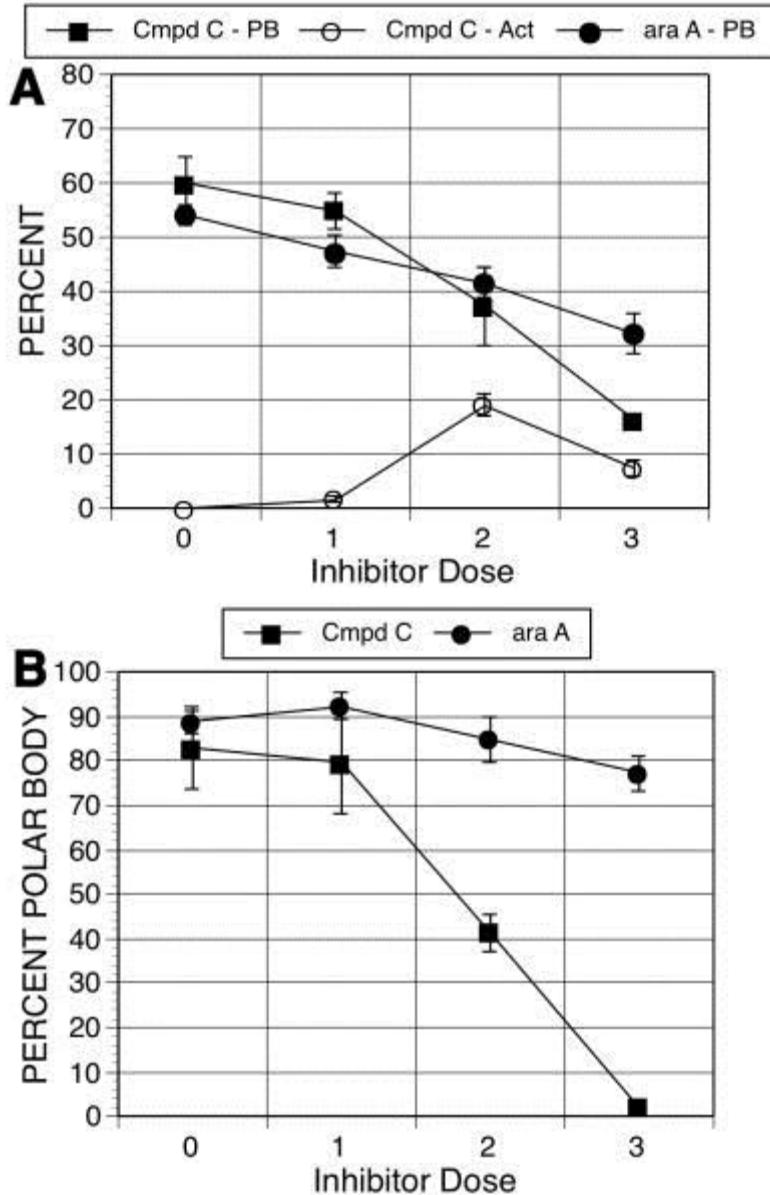 Cmpd C - PB Cmpd C - Act ara A - PB
A
80
70
60
50
40
30
20
10
0
PERCENT
0 1 2 3
Inhibitor Dose
Cmpd C ara A
B
100
90
80
70
60
50
40
30
20
10
0
PERCENT POLAR BODY
0 1 2 3
Inhibitor Dose